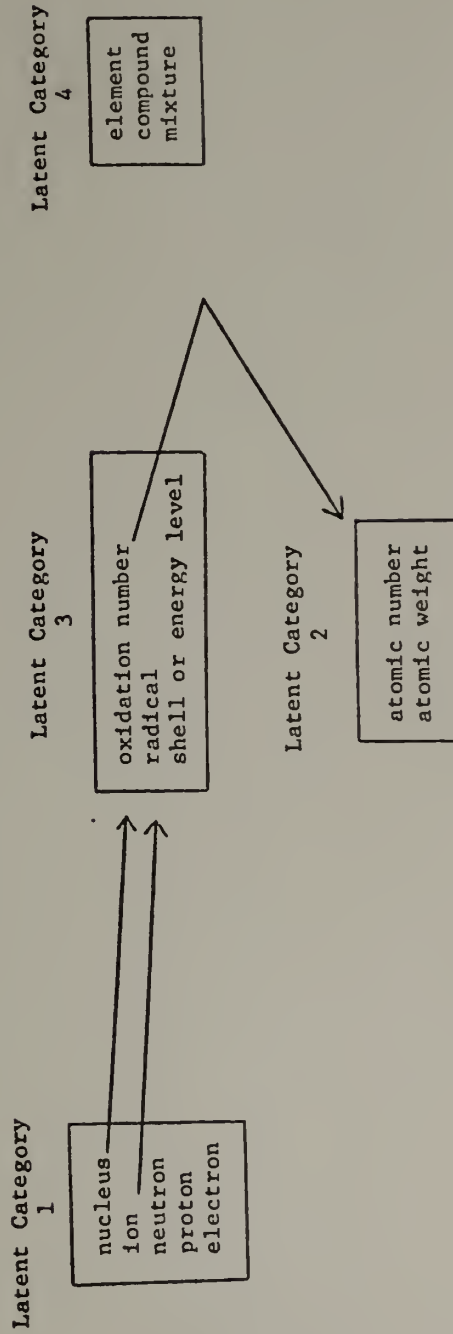 Latent Category
1
nucleus
ion
neutron
proton
electron
Latent Category
3
oxidation number
radical
shell or energy level
Latent Category
2
atomic number
atomic weight
Latent Category
4
element
compound
mixture